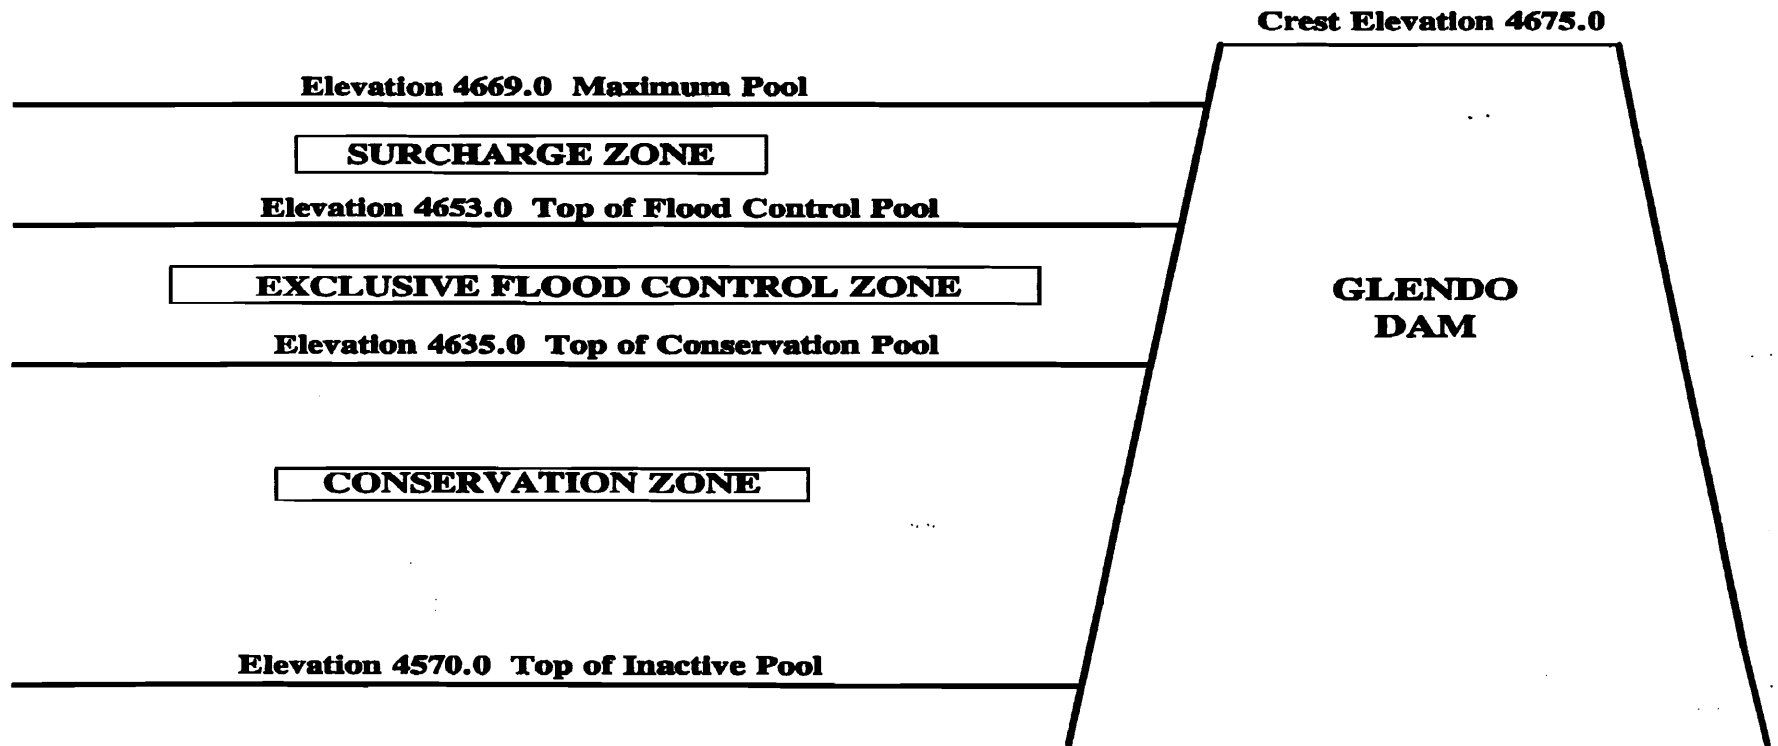 Crest Elevation 4675.0
Elevation 4669.0 Maximum Pool
SURCHARGE ZONE
Elevation 4653.0 Top of Flood Control Pool
EXCLUSIVE FLOOD CONTROL ZONE
GLENDO
DAM
Elevation 4635.0 Top of Conservation Pool
CONSERVATION ZONE
Elevation 4570.0 Top of Inactive Pool